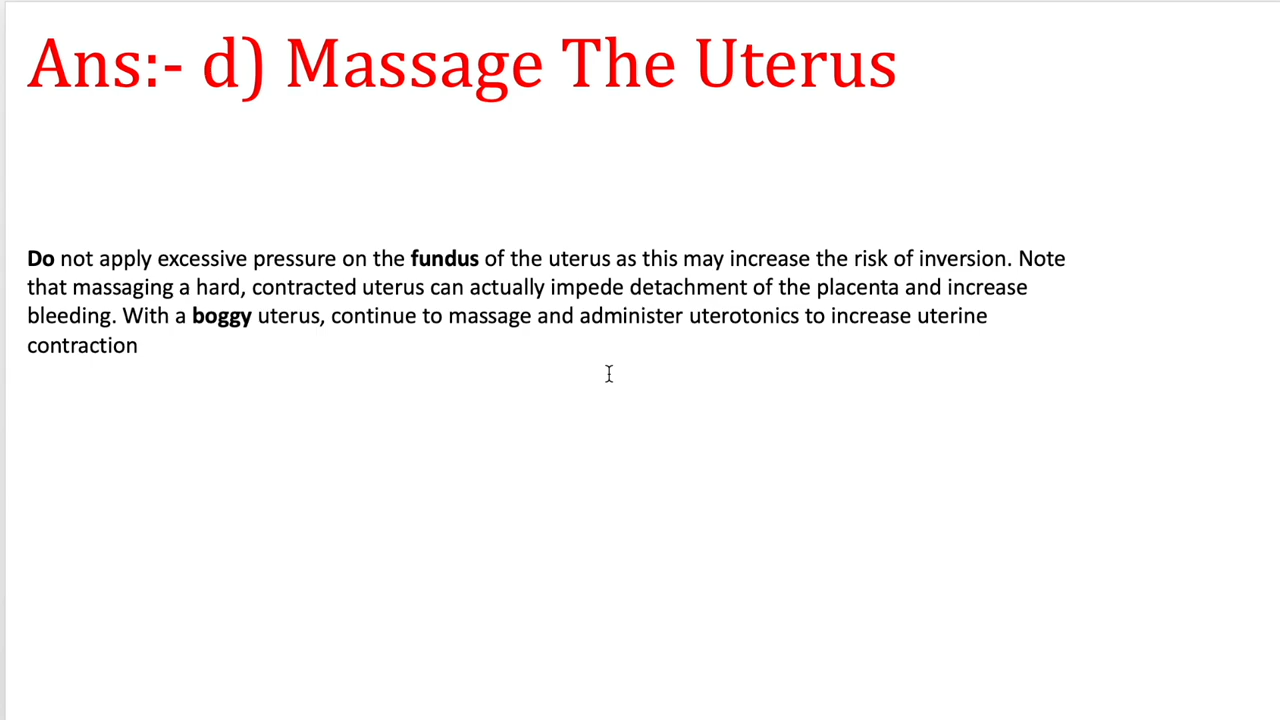 Ans:- d) Massage The Uterus
Do not apply excessive pressure on the fundus of the uterus as this may increase the risk of inversion. Note
that massaging a hard, contracted uterus can actually impede detachment of the placenta and increase
bleeding. With a boggy uterus, continue to massage and administer uterotonics to increase uterine
contraction